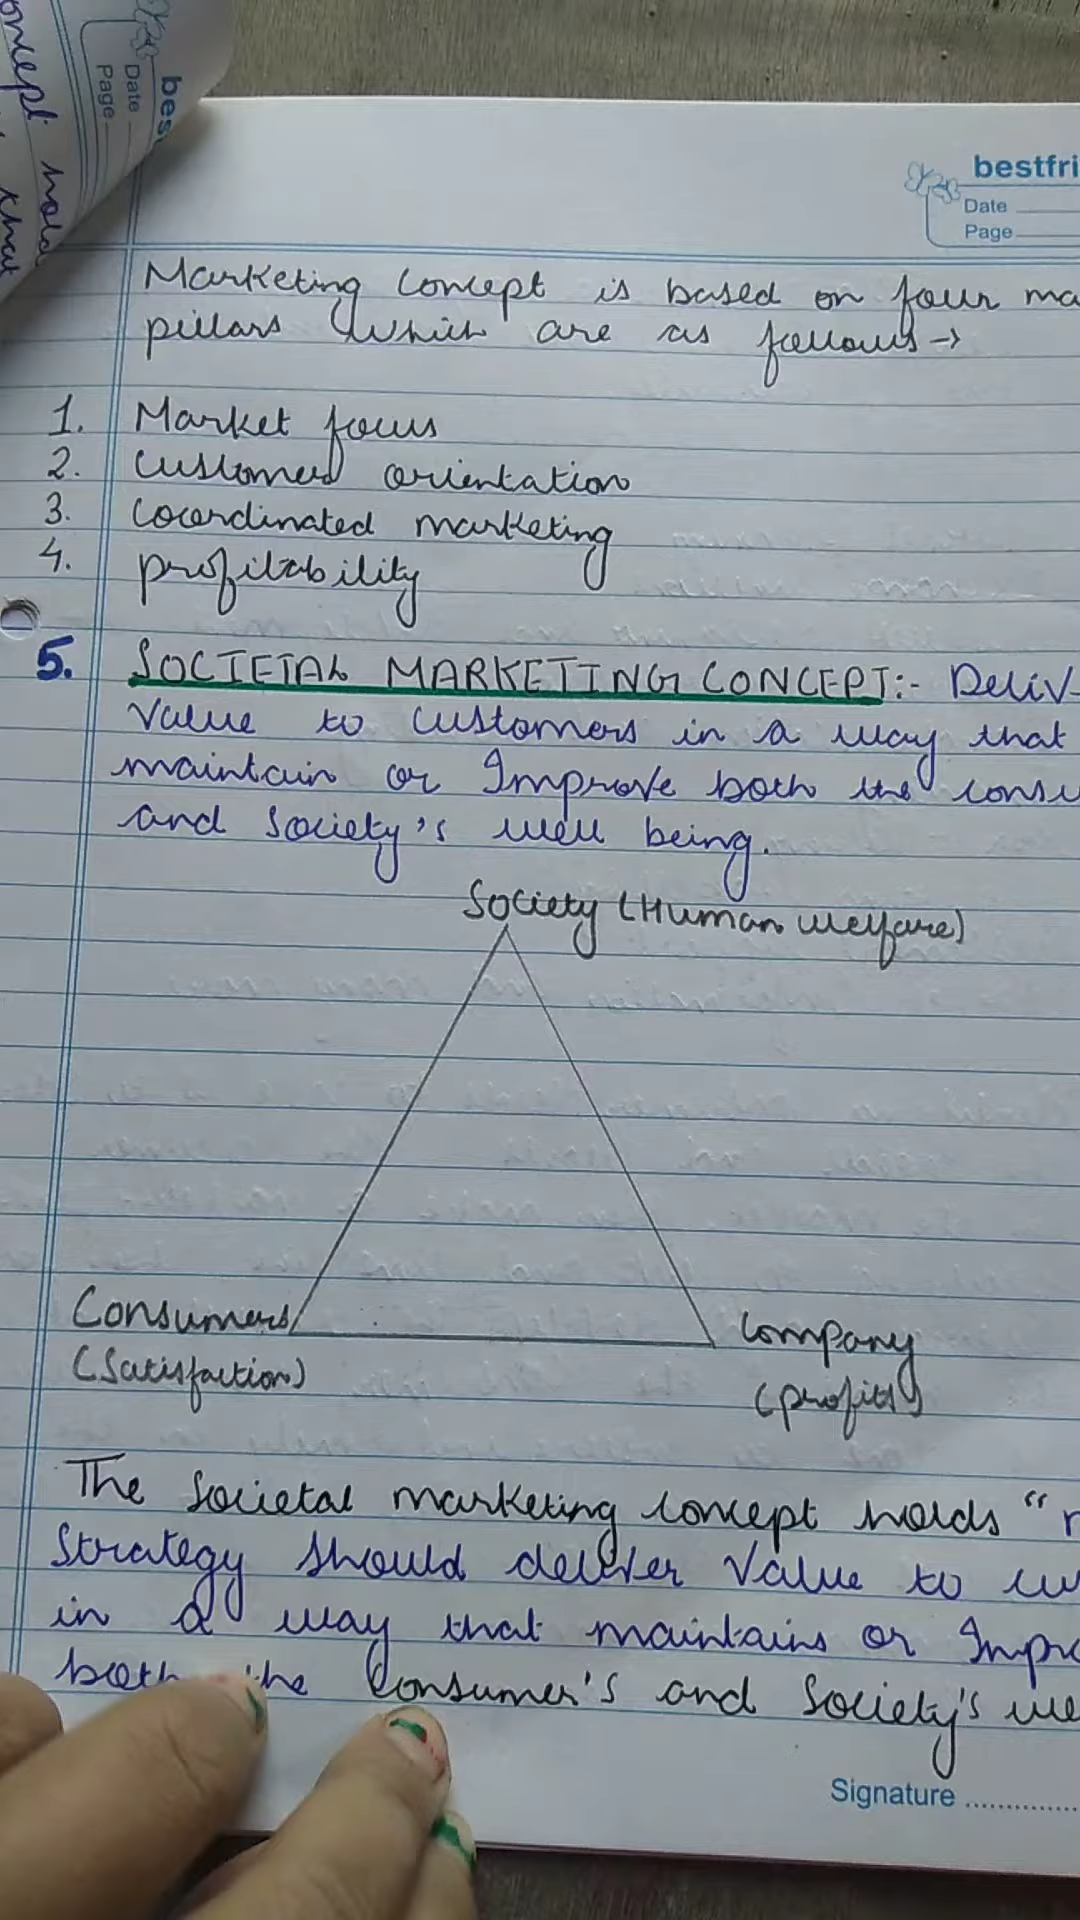 oncept hold
that
bes
Date
Page
bestfri
Date
Page
Marketing Concept is based on four ma
pillars which are as follows→
1. Market focus
2. customer orientation
3. coordinated marketing
4. profitability
5. SOCIETAL MARKETING CONCEPT:- Deliv-
Value to customers in a way that
maintain or Improve both the consu
and Society's well being.
Society (Human welfare)
Consumers
(Satisfaction)
Company
(profits)
The Societal marketing concept holds "
Strategy should deliver Value to cu
in a way that maintains or Impro
both the Consumer's and Society's we
Signature